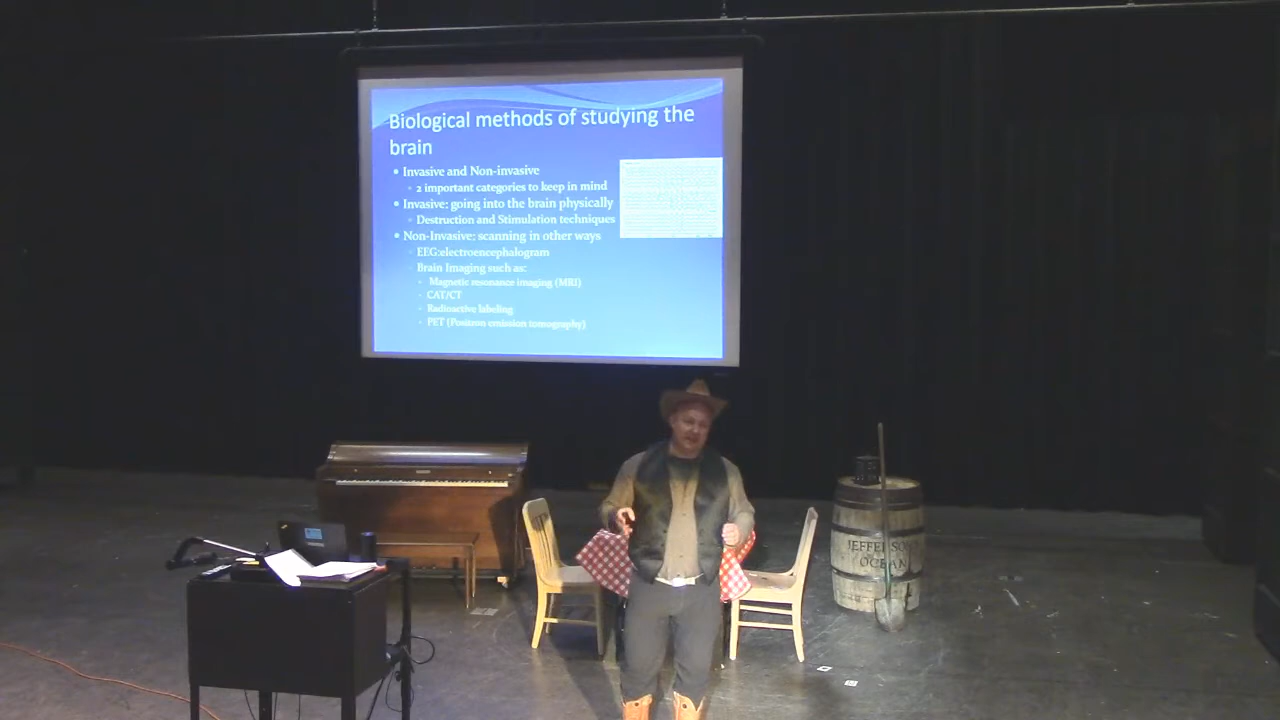 Biological methods of studying the
brain
Invasive and Non-invasive
2 important categories to keep in mind
Invasive: going into the brain physically
Destruction and Stimulation techniques
Non-Invasive: scanning in other ways
EEG:electroencephalogram
Brain Imaging such as:
Magnetic resonance imaging (MRI)
CAT/CT
Radioactive labeling
PET (Positron emission tomography)
JEFFERSON
OCEAN